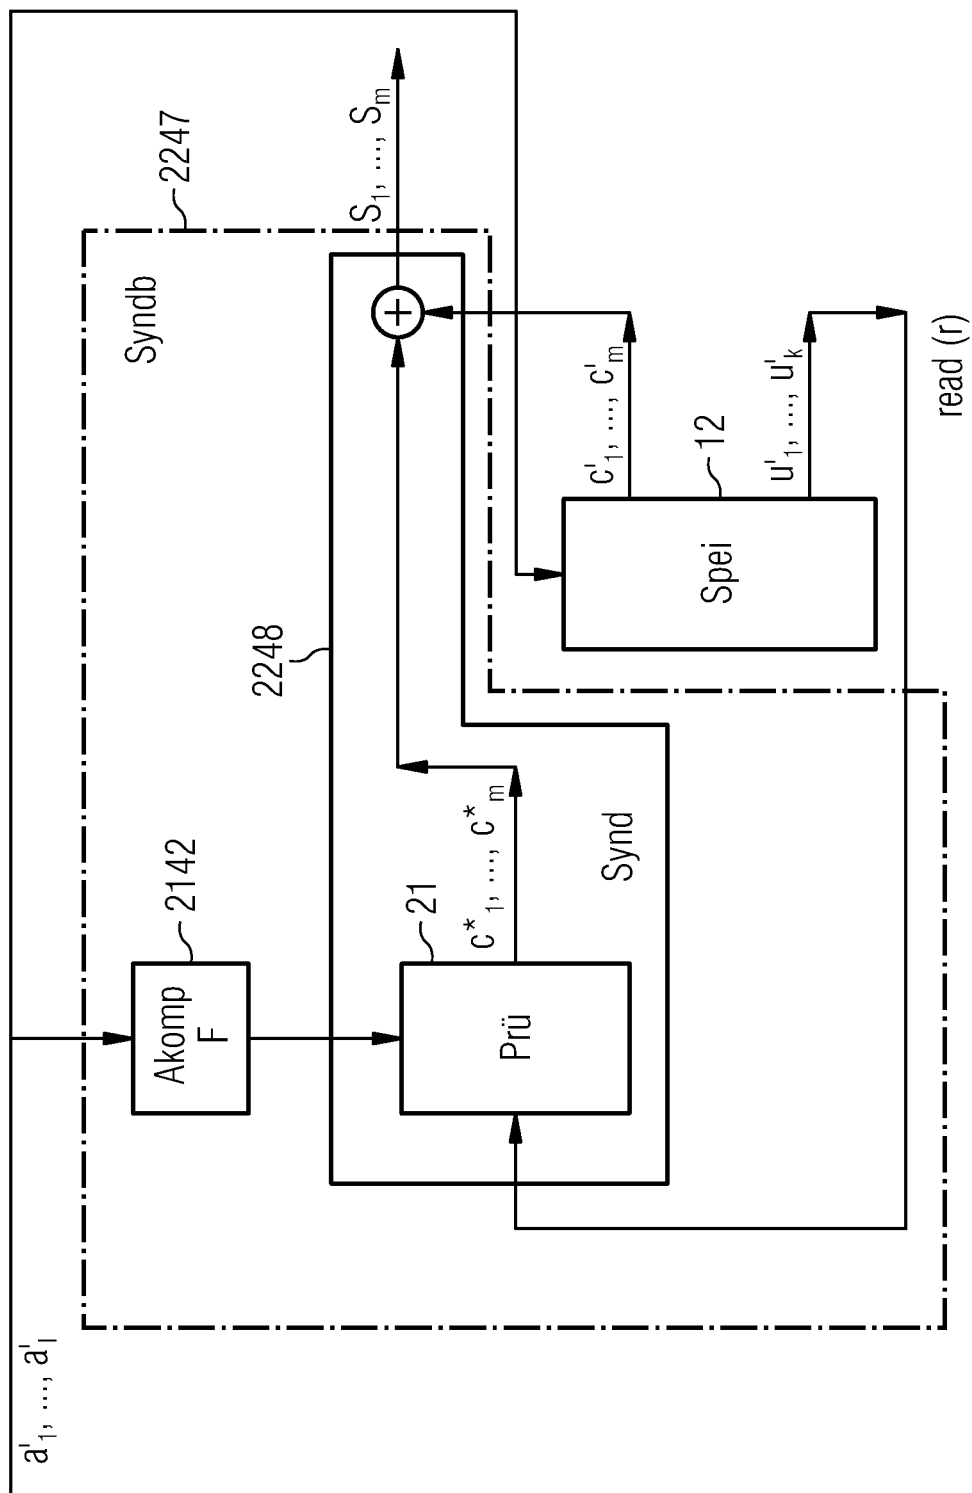 a'1, ..., a'l
Syndb
2247
Akomp
F
2142
2248
S1, ..., Sm
Prü
21
c*1, ..., c*m
Synd
Spei
12
c'1, ..., c'm
u'1, ..., u'k
read (r)